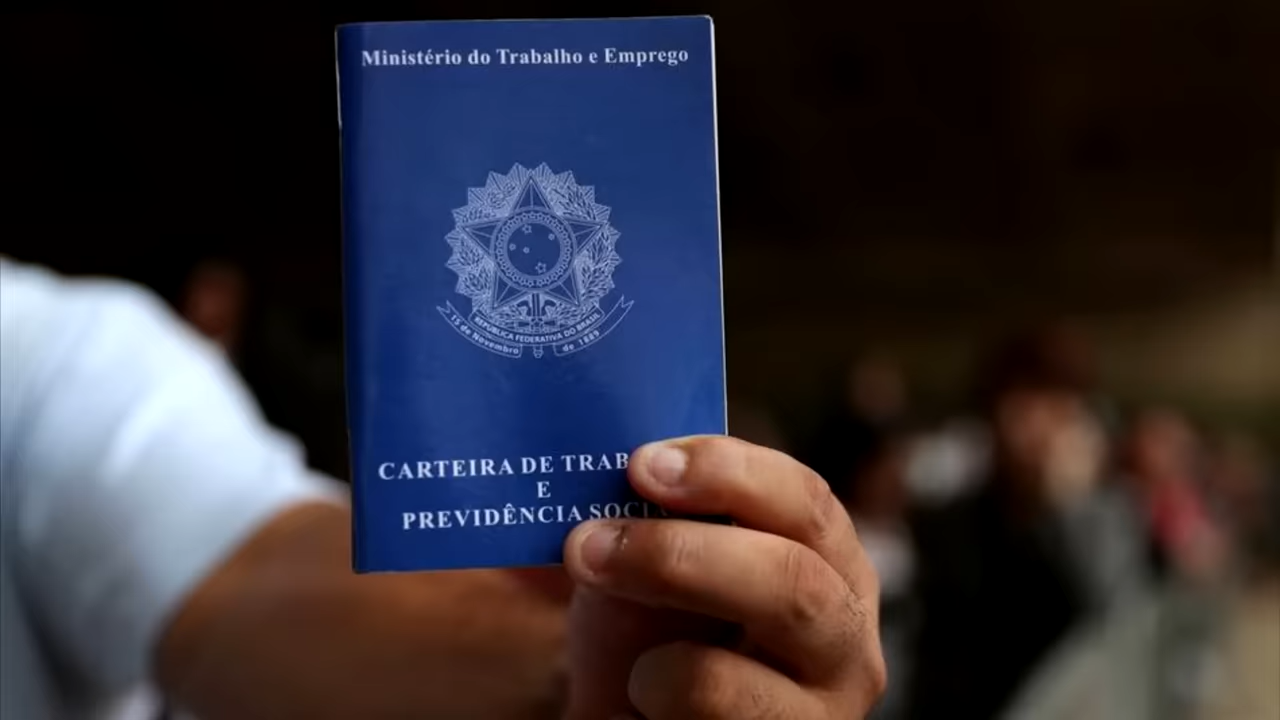 Ministério do Trabalho e Emprego
REPÚBLICA FEDERATIVA DO BRASIL
15 de Novembro de 1889
CARTEIRA DE TRAB
E
PREVIDÊNCIA SOCI